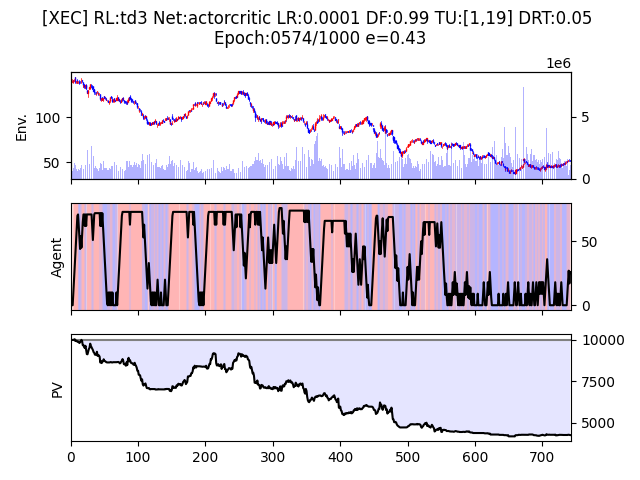 [XEC] RL:td3 Net:actorcritic LR:0.0001 DF:0.99 TU:[1,19] DRT:0.05
Epoch:0574/1000 e=0.43
1e6
Env.
100
50
5
0
Agent
50
0
PV
10000
7500
5000
0 100 200 300 400 500 600 700